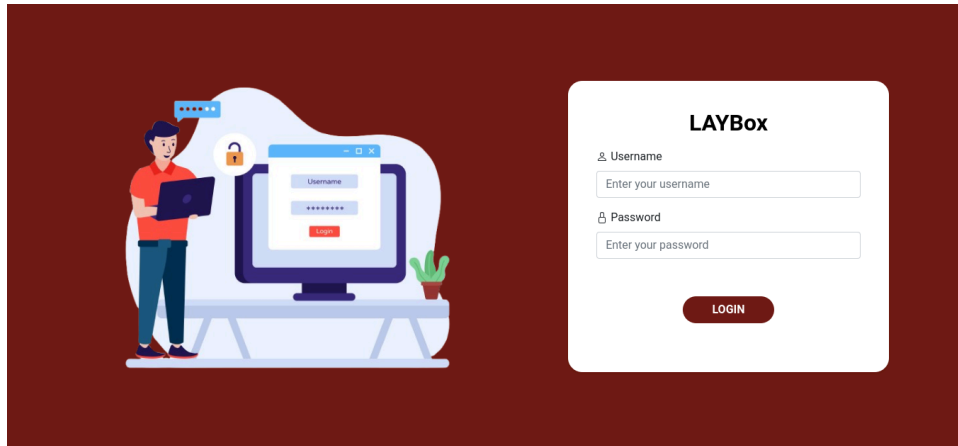 Username
********
Login
LAYBox
Username
Enter your username
Password
Enter your password
LOGIN